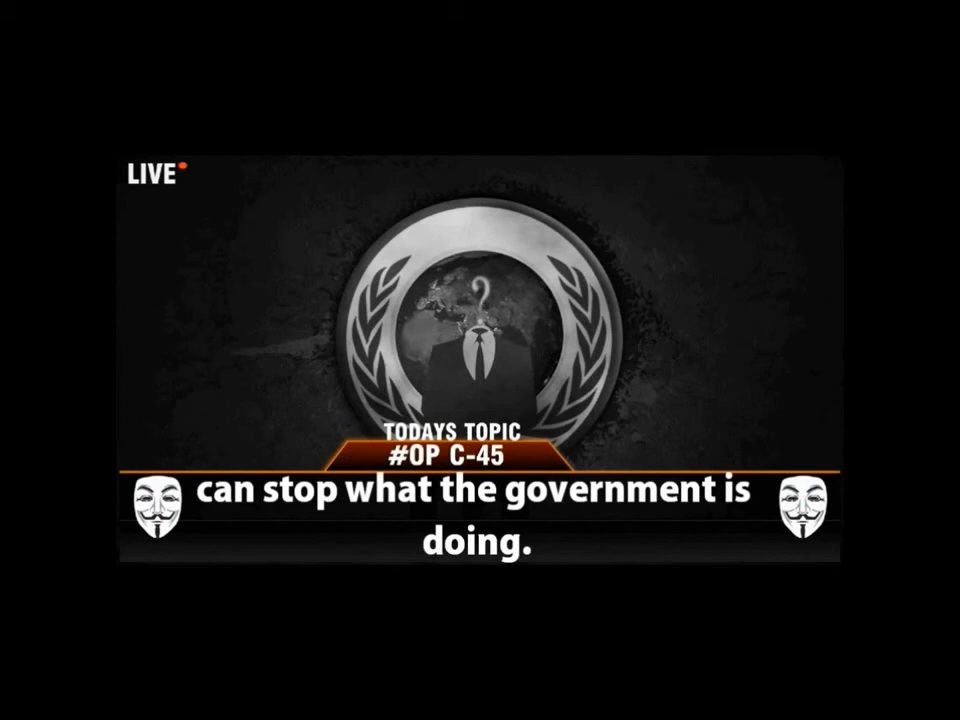 LIVE
?
TODAYS TOPIC
#OP C-45
can stop what the government is
doing.